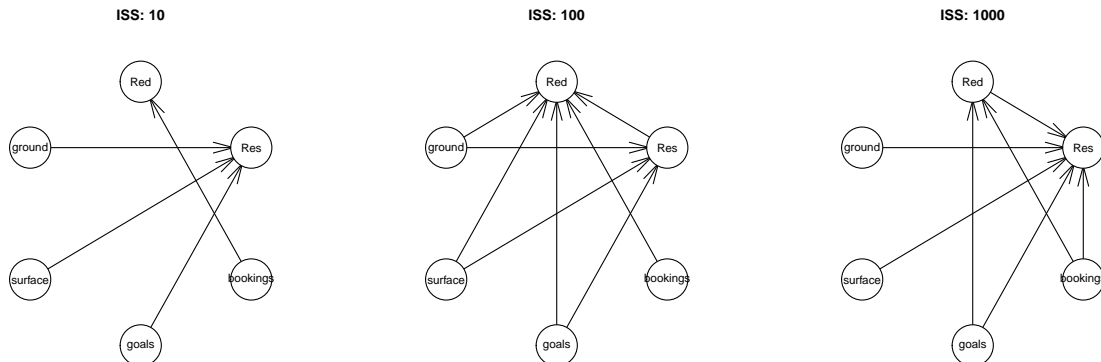 ISS: 10 ISS: 100 ISS: 1000
Red Red Red
ground Res ground Res ground Res
surface bookings surface bookings surface bookings
goals goals goals